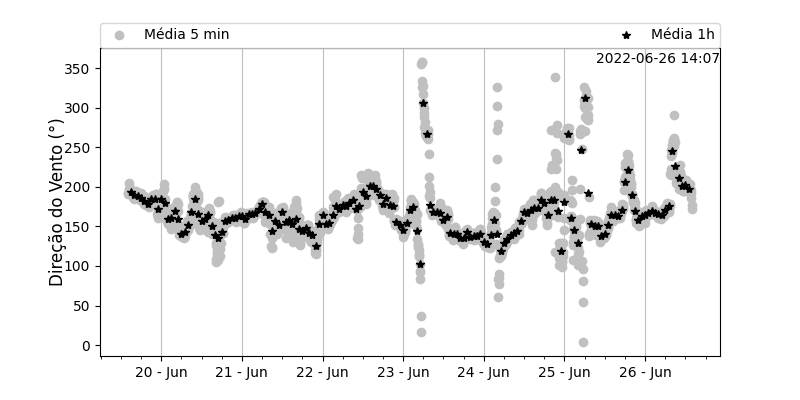 Média 5 min
Média 1h
2022-06-26 14:07
Direção do Vento (°)
350
300
250
200
150
100
50
0
20 - Jun
21 - Jun
22 - Jun
23 - Jun
24 - Jun
25 - Jun
26 - Jun